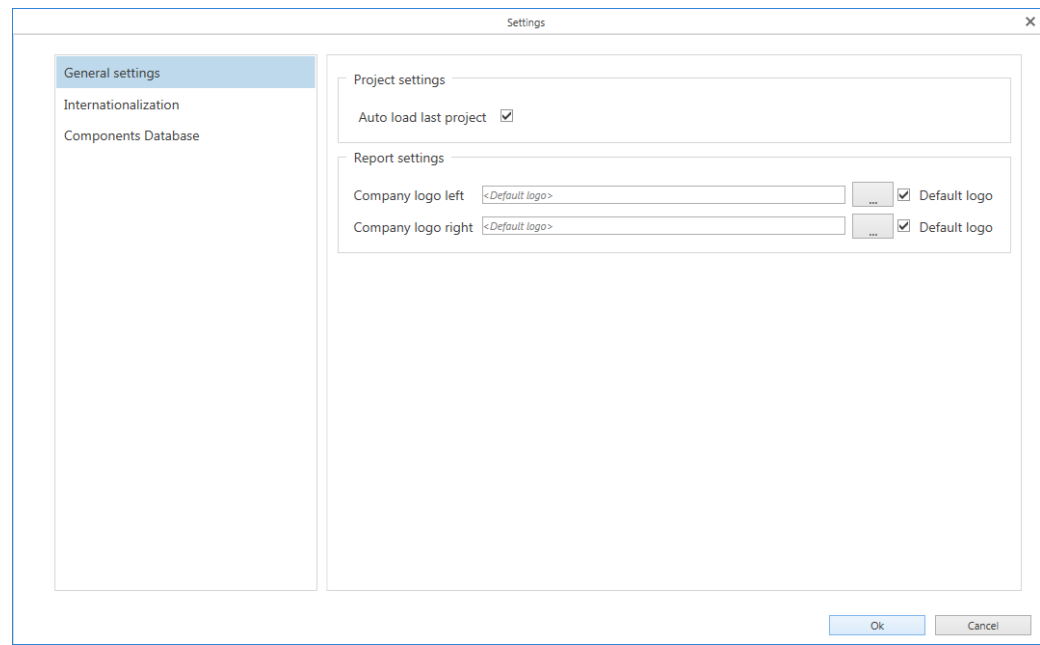 Settings
General settings
Internationalization
Components Database
Project settings
Auto load last project
Report settings
Company logo left <Default logo> ... Default logo
Company logo right <Default logo> ... Default logo
Ok Cancel